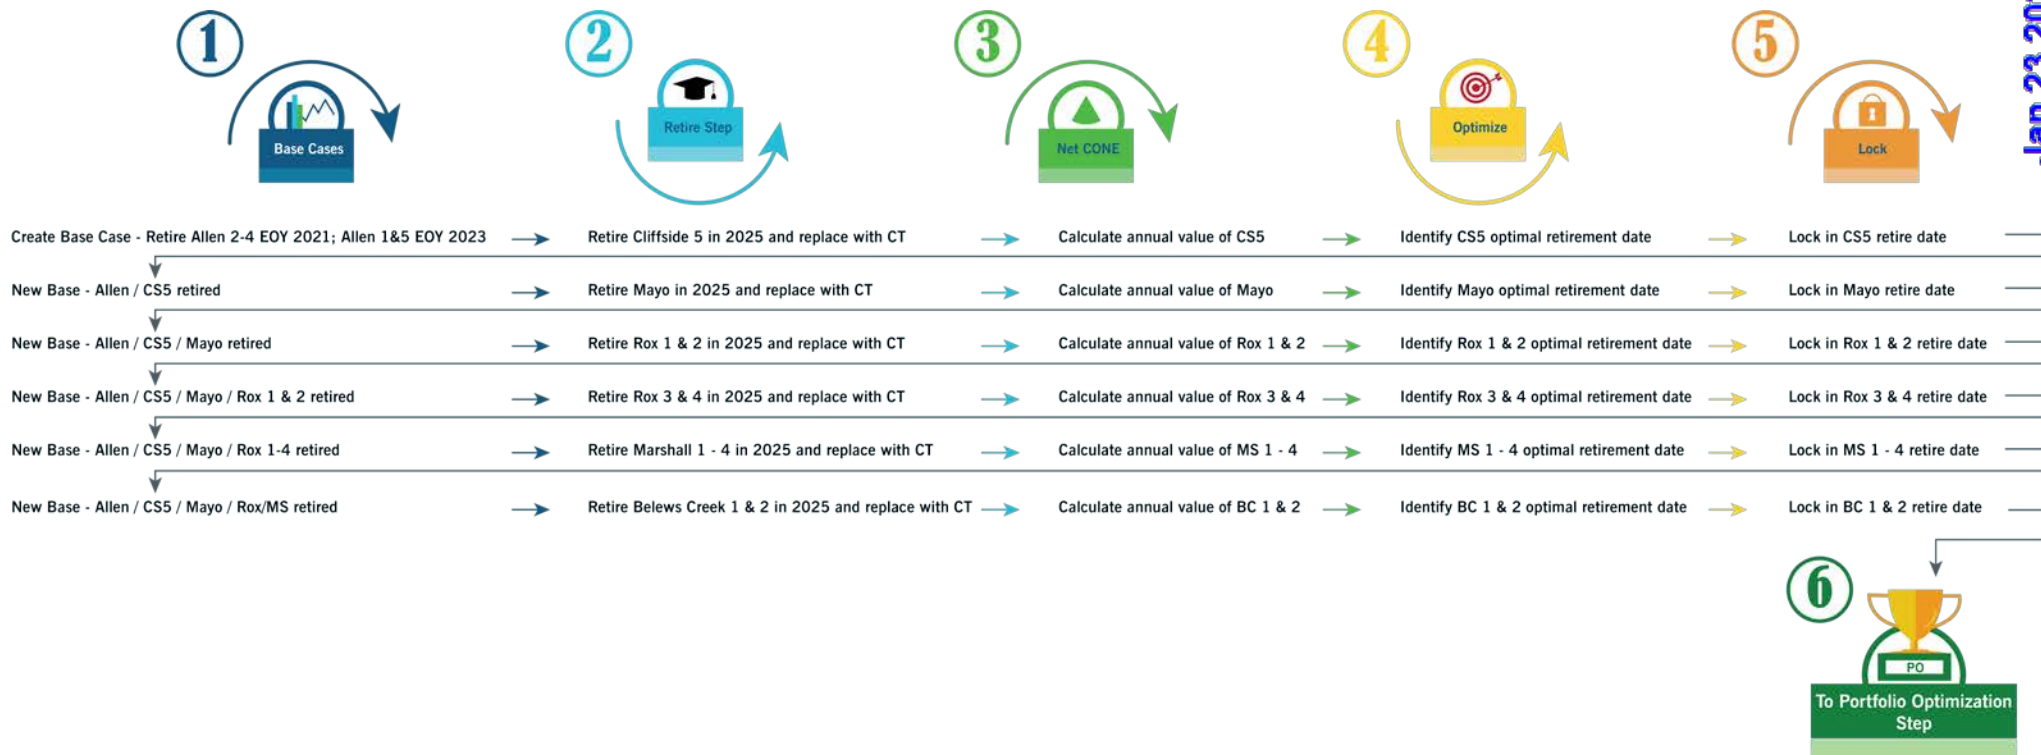 1
2
3
4
5
Base Cases
Retire Step
Net CONE
Optimize
Lock
Create Base Case - Retire Allen 2-4 EOY 2021; Allen 1&5 EOY 2023
Retire Cliffside 5 in 2025 and replace with CT
Calculate annual value of CS5
Identify CS5 optimal retirement date
Lock in CS5 retire date
New Base - Allen / CS5 retired
Retire Mayo in 2025 and replace with CT
Calculate annual value of Mayo
Identify Mayo optimal retirement date
Lock in Mayo retire date
New Base - Allen / CS5 / Mayo retired
Retire Rox 1 & 2 in 2025 and replace with CT
Calculate annual value of Rox 1 & 2
Identify Rox 1 & 2 optimal retirement date
Lock in Rox 1 & 2 retire date
New Base - Allen / CS5 / Mayo / Rox 1 & 2 retired
Retire Rox 3 & 4 in 2025 and replace with CT
Calculate annual value of Rox 3 & 4
Identify Rox 3 & 4 optimal retirement date
Lock in Rox 3 & 4 retire date
New Base - Allen / CS5 / Mayo / Rox 1-4 retired
Retire Marshall 1 - 4 in 2025 and replace with CT
Calculate annual value of MS 1 - 4
Identify MS 1 - 4 optimal retirement date
Lock in MS 1 - 4 retire date
New Base - Allen / CS5 / Mayo / Rox/MS retired
Retire Belews Creek 1 & 2 in 2025 and replace with CT
Calculate annual value of BC 1 & 2
Identify BC 1 & 2 optimal retirement date
Lock in BC 1 & 2 retire date
6
PO
To Portfolio Optimization
Step
Jan 23